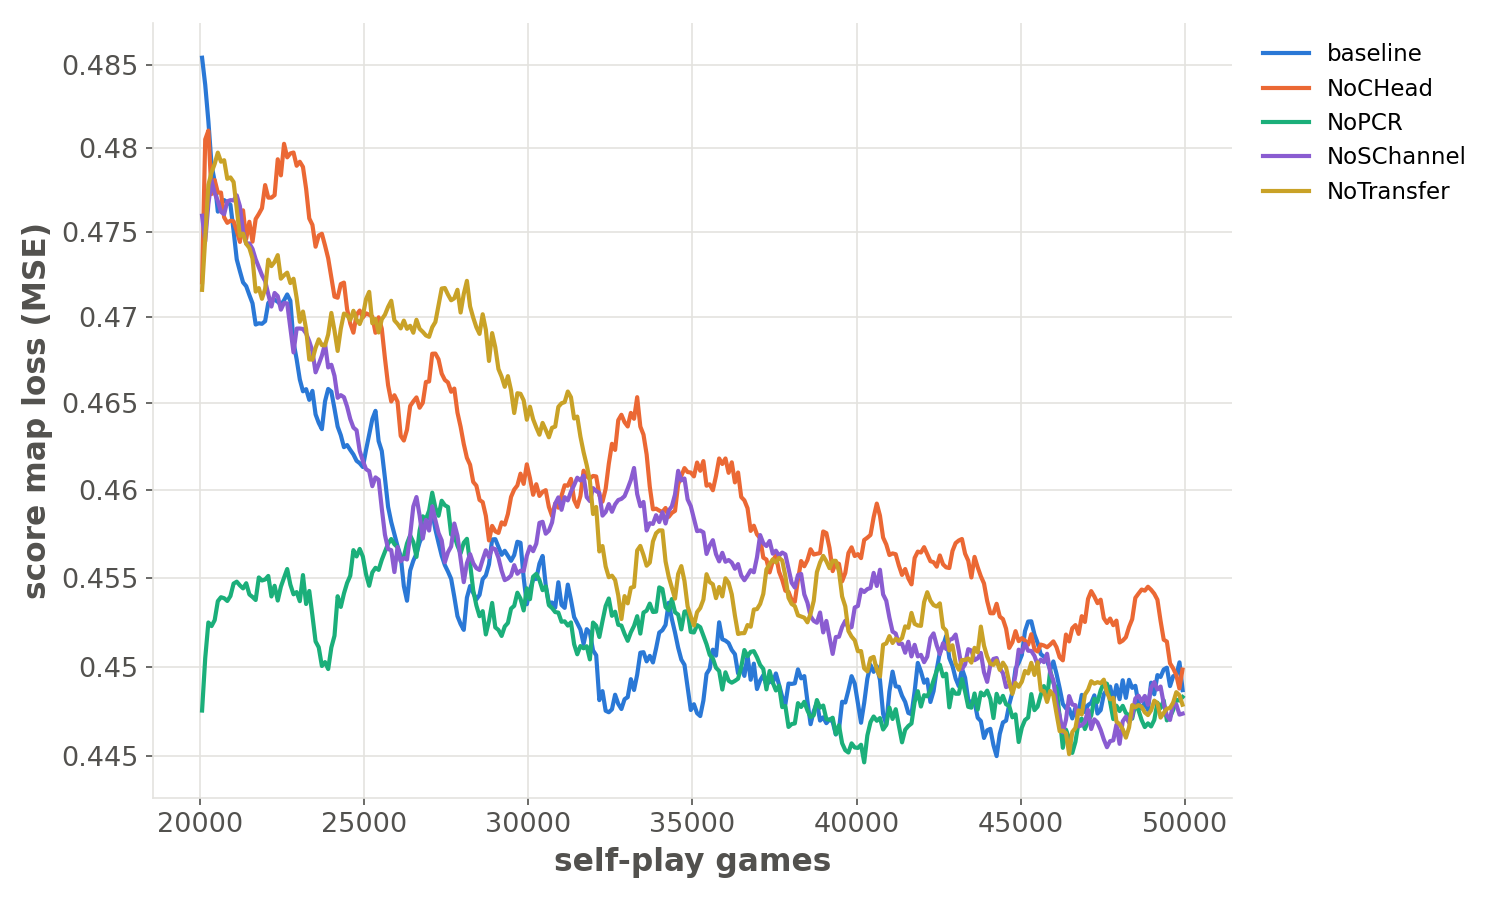 0.485
0.48
0.475
0.47
0.465
0.46
0.455
0.45
0.445
score map loss (MSE)
20000
25000
30000
35000
40000
45000
50000
self-play games
baseline
NoCHead
NoPCR
NoSChannel
NoTransfer